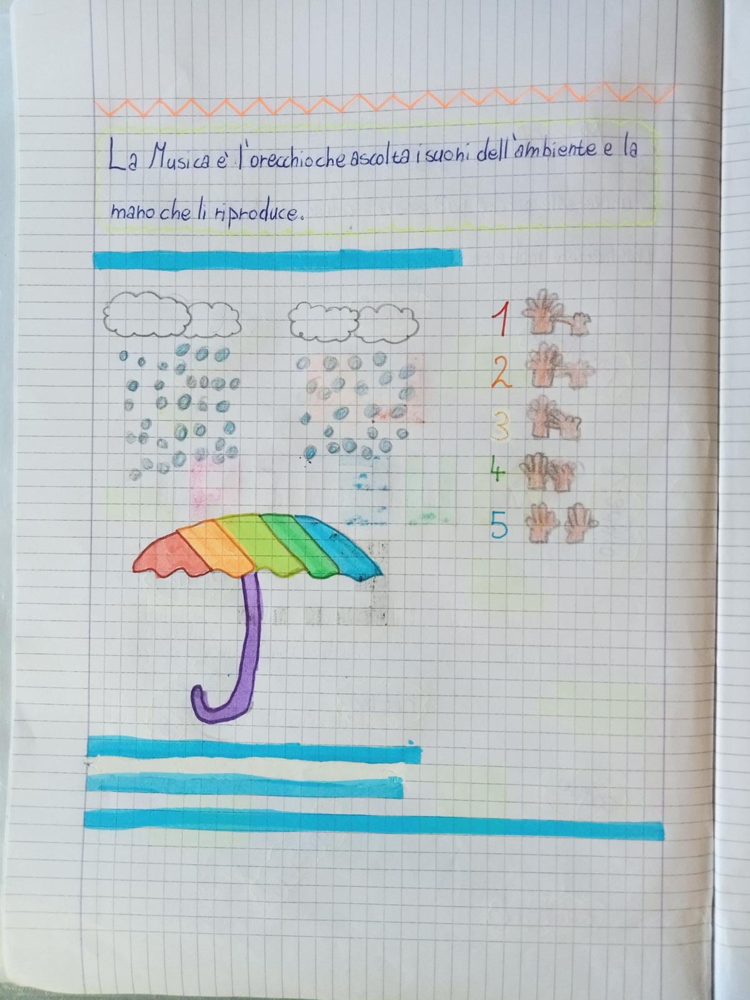 La Musica è l'orecchio che ascolta i suoni dell'ambiente e la
mano che li riproduce.
1
2
3
4
5